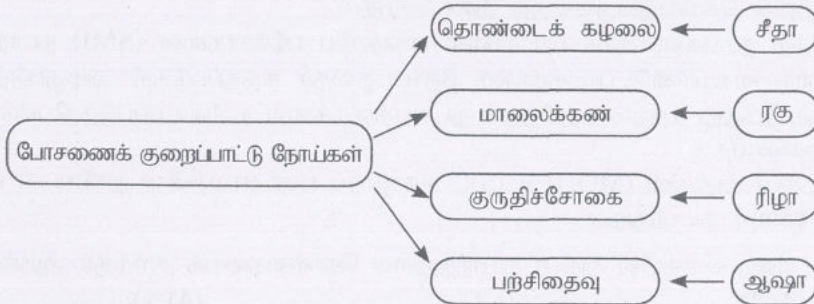 தொண்டைக் கழலை
சீதா
மாலைக்கண்
ரகு
போசணைக் குறைப்பாட்டு நோய்கள்
குருதிச்சோகை
ரிழா
பற்சிதைவு
ஆஷா